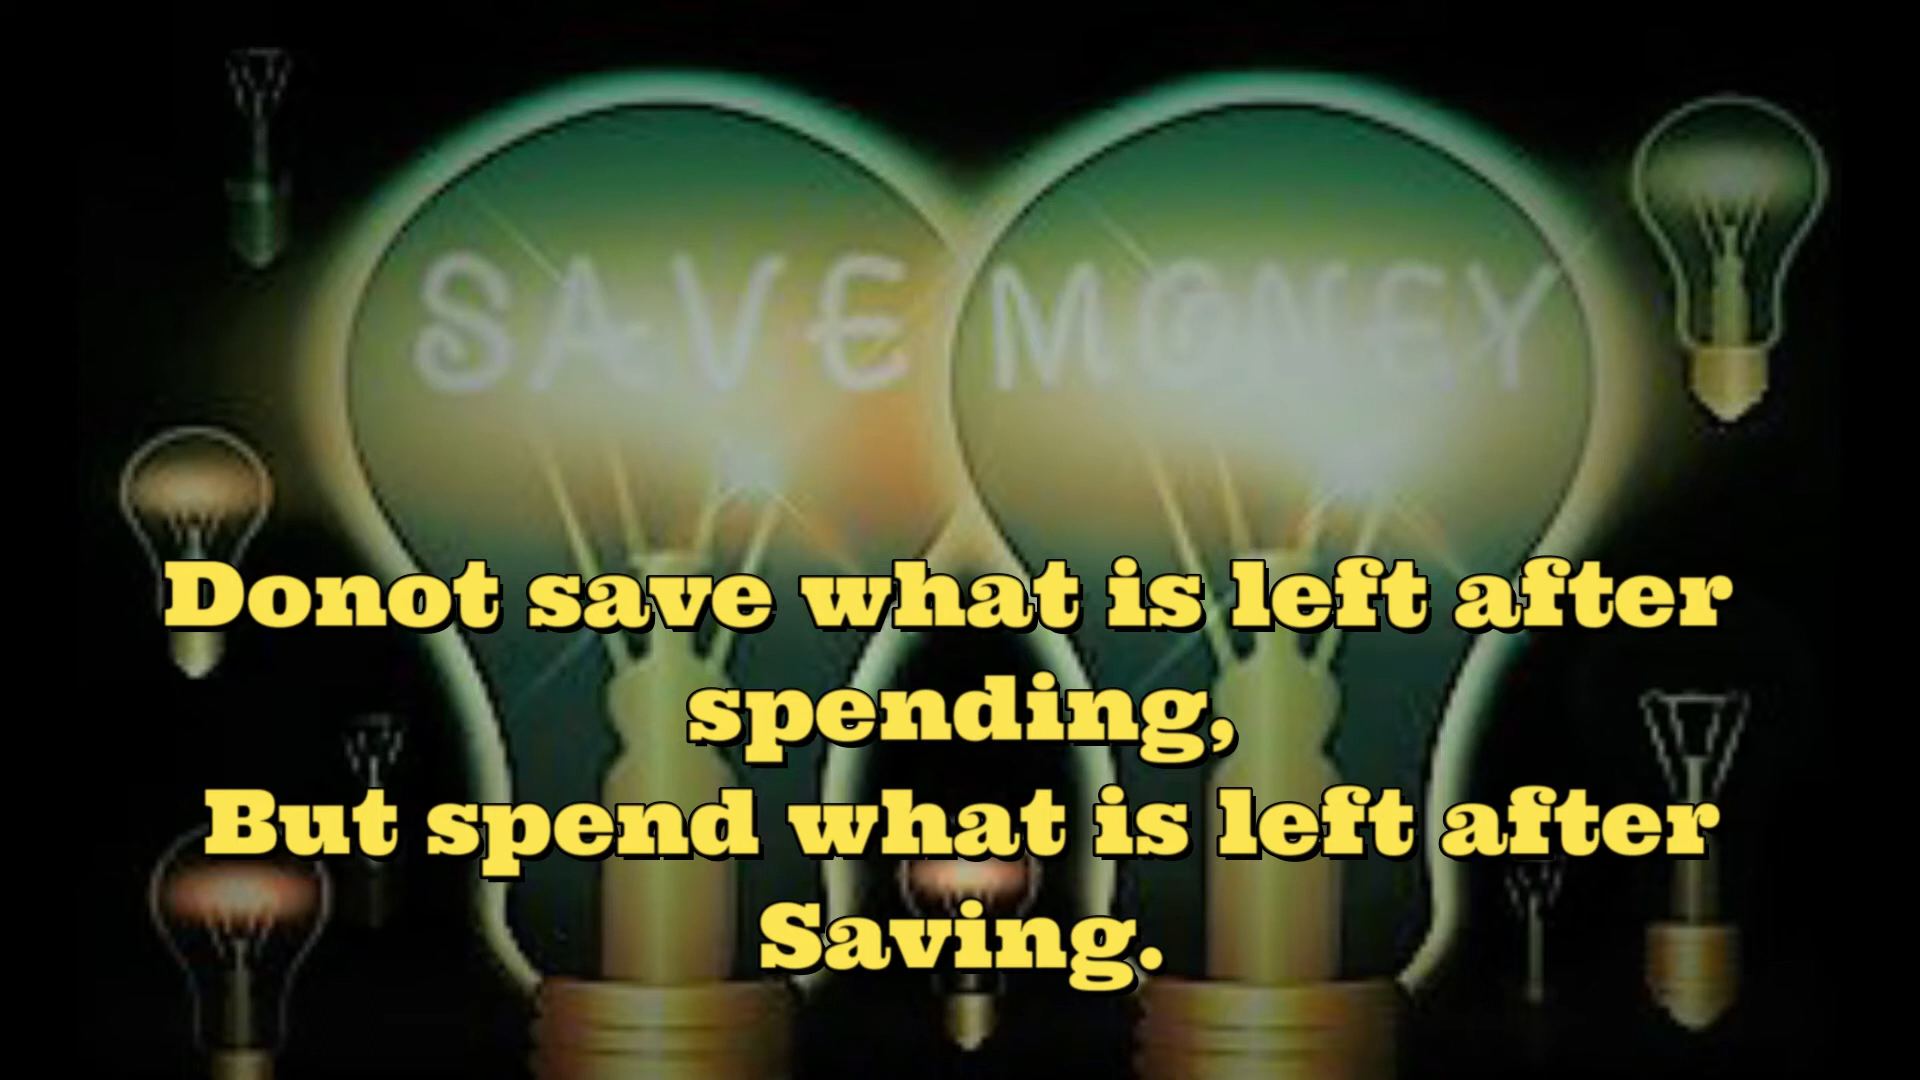 SAVE MONEY
Donot save what is left after
spending,
But spend what is left after
Saving.